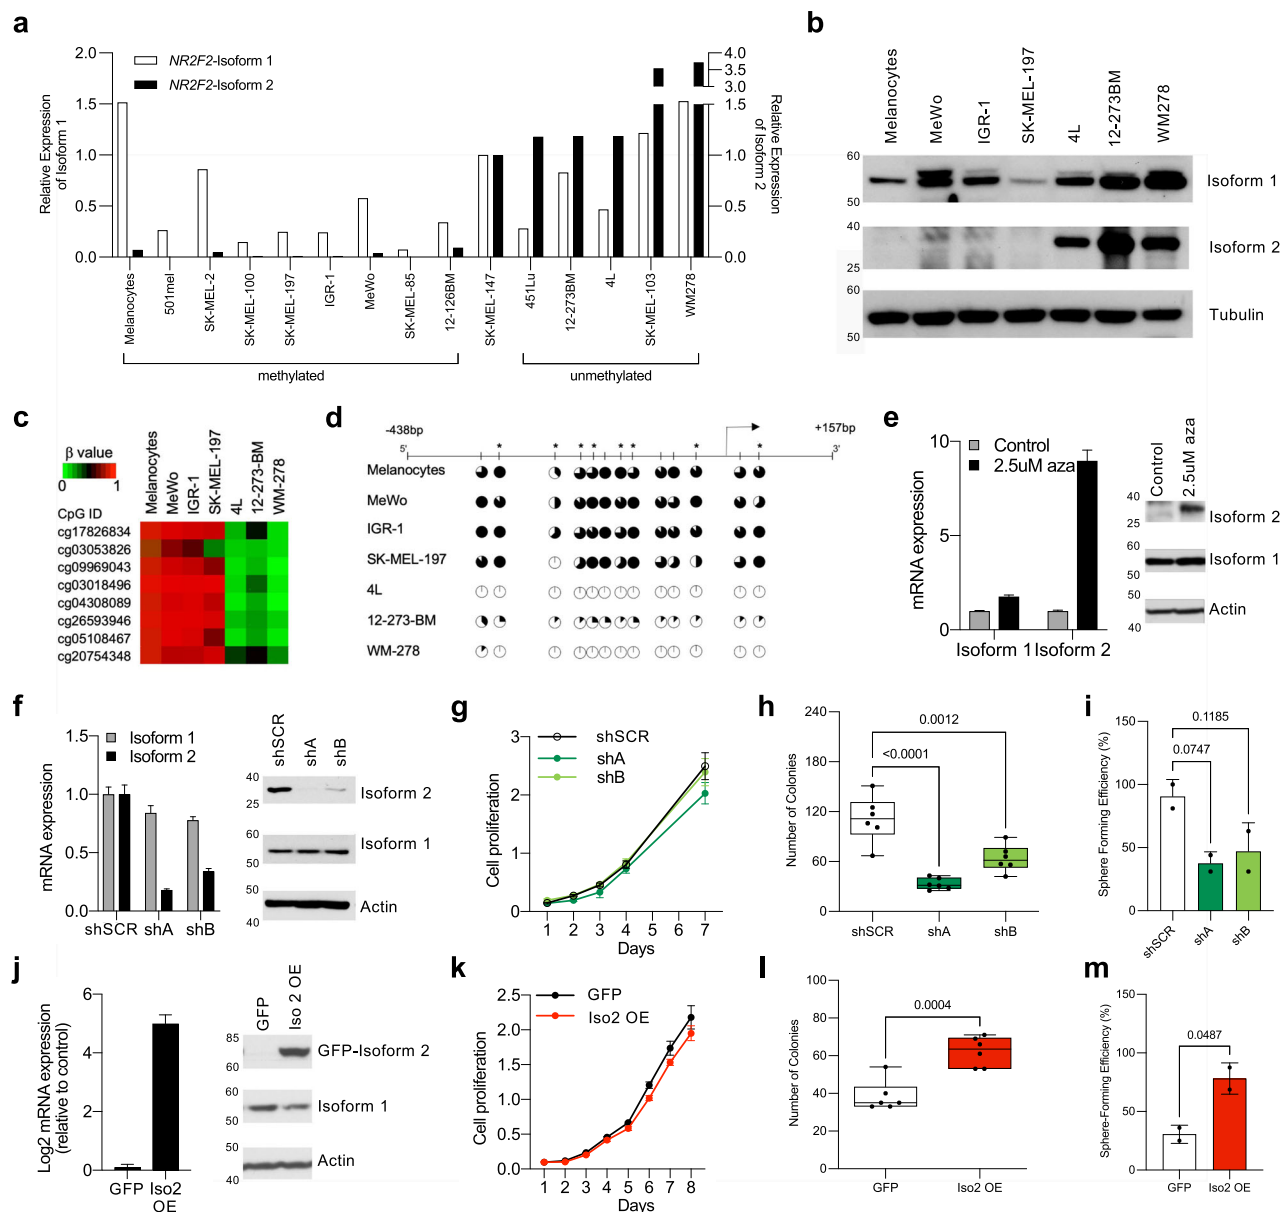 a
2.0
1.5
1.0
0.5
0.0
Relative Expression
of Isoform 1
NR2F2-Isoform 1
NR2F2-Isoform 2
4.0
3.5
3.0
1.5
1.0
0.5
0.0
Relative Expression
of Isoform 2
Melanocytes
501mel
SK-MEL-2
SK-MEL-100
SK-MEL-197
IGR-1
MeWo
SK-MEL-85
12-126BM
SK-MEL-147
451Lu
12-273BM
4L
SK-MEL-103
WM278
methylated
unmethylated
b
Melanocytes
MeWo
IGR-1
SK-MEL-197
4L
12-273BM
WM278
60
50
Isoform 1
40
25
Isoform 2
60
50
Tubulin
c
β value
0 1
Melanocytes
MeWo
IGR-1
SK-MEL-197
4L
12-273-BM
WM-278
CpG ID
cg17826834
cg03053826
cg09969043
cg03018496
cg04308089
cg26593946
cg05108467
cg20754348
d
-438bp
+157bp
5'
3'
* * * * * * * *
Melanocytes
MeWo
IGR-1
SK-MEL-197
4L
12-273-BM
WM-278
e
mRNA expression
10
5
0
Control
2.5uM aza
Isoform 1 Isoform 2
Control
2.5uM aza
40
25
Isoform 2
60
50
Isoform 1
50
40
Actin
f
mRNA expression
1.5
1.0
0.5
0.0
Isoform 1
Isoform 2
shSCR shA shB
shSCR
shA
shB
40
25
Isoform 2
60
50
Isoform 1
50
40
Actin
g
Cell proliferation
3
2
1
0
shSCR
shA
shB
1 2 3 4 5 6 7
Days
h
Number of Colonies
240
180
120
60
0
0.0012
<0.0001
shSCR shA shB
i
Sphere Forming Efficiency (%)
150
100
50
0
0.1185
0.0747
shSCR
shA
shB
j
Log2 mRNA expression
(relative to control)
6
4
2
0
GFP Iso2
OE
GFP
Iso 2 OE
85
60
GFP-Isoform 2
60
50
Isoform 1
50
40
Actin
k
Cell proliferation
2.5
2.0
1.5
1.0
0.5
0.0
GFP
Iso2 OE
1 2 3 4 5 6 7 8
Days
l
Number of Colonies
100
80
60
40
20
0
0.0004
GFP Iso2 OE
m
Sphere-Forming Efficiency (%)
150
100
50
0
0.0487
GFP Iso2 OE